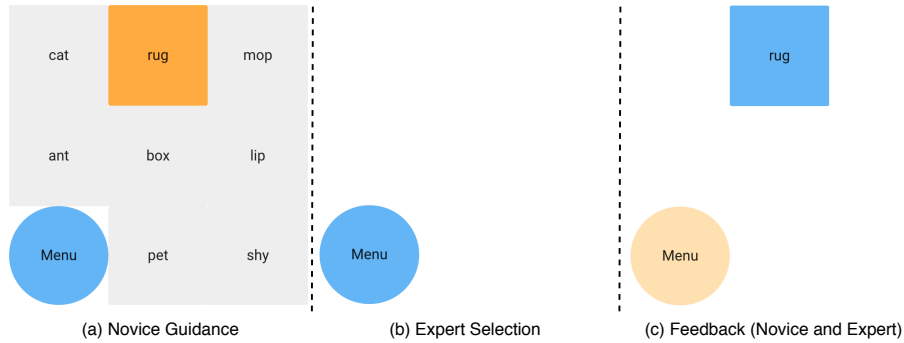 cat rug mop
ant box lip
Menu pet shy
(a) Novice Guidance
Menu
(b) Expert Selection
rug
Menu
(c) Feedback (Novice and Expert)